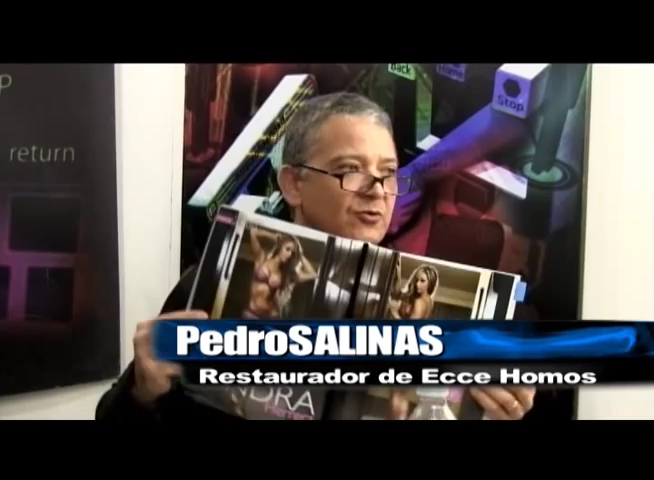 return
Back
Stop
PedroSALINAS
Restaurador de Ecce Homos